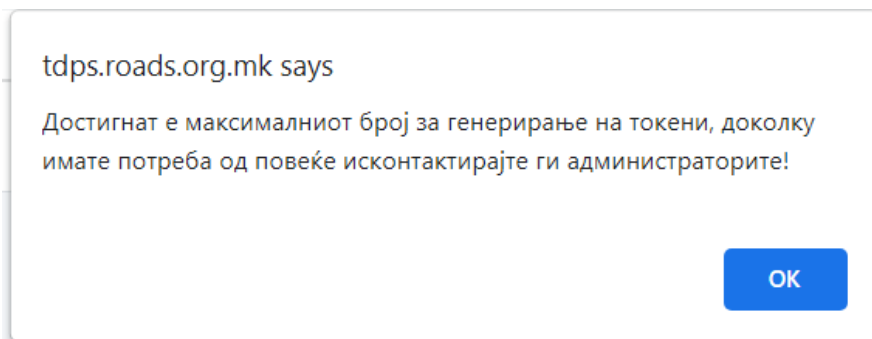 tdps.roads.org.mk says
Достигнат е максималниот број за генерирање на токени, доколку
имате потреба од повеќе исконтактирајте ги администраторите!
OK